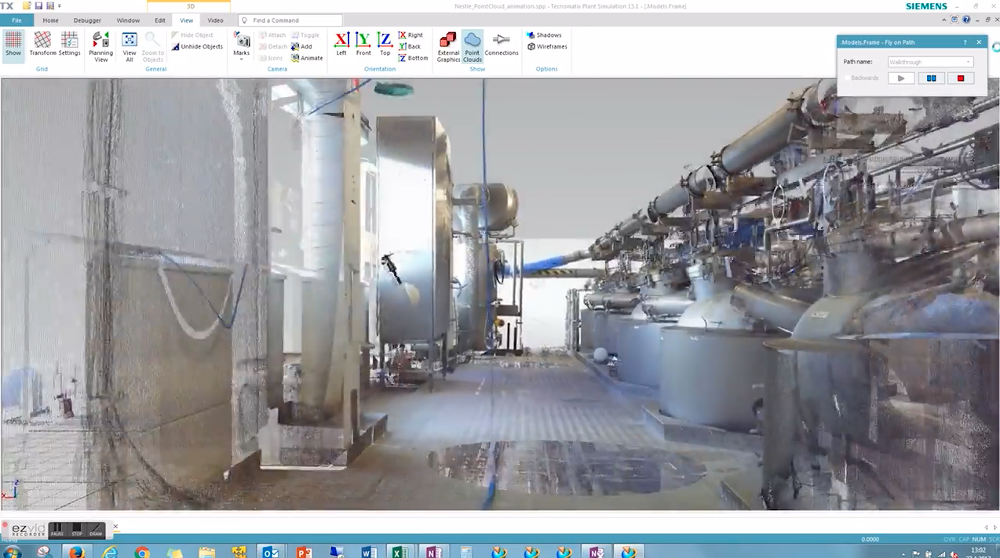 TX
3D
Nestle_PointCloud_animation.spp - Tecnomatix Plant Simulation 13.1 - [.Models.Frame]
SIEMENS
File Home Debugger Window Edit View Video Find a Command
Show
Transform
Settings
Grid
Planning View
View All
Zoom to Objects
Hide Object
Unhide Objects
General
Marks
Attach
Detach
Icons
Toggle
Add
Animate
Camera
X Left
Y Front
Z Top
X Right
Y Back
Z Bottom
Orientation
External Graphics
Point Clouds
Connections
Show
Shadows
Wireframes
Options
.Models.Frame - Fly on Path ?
Path name: Walkthrough
Backwards
ezvid
RECORDER
PAUSE STOP DRAW
Ready
0.0000
OVR CAP NUM SCR
13:02